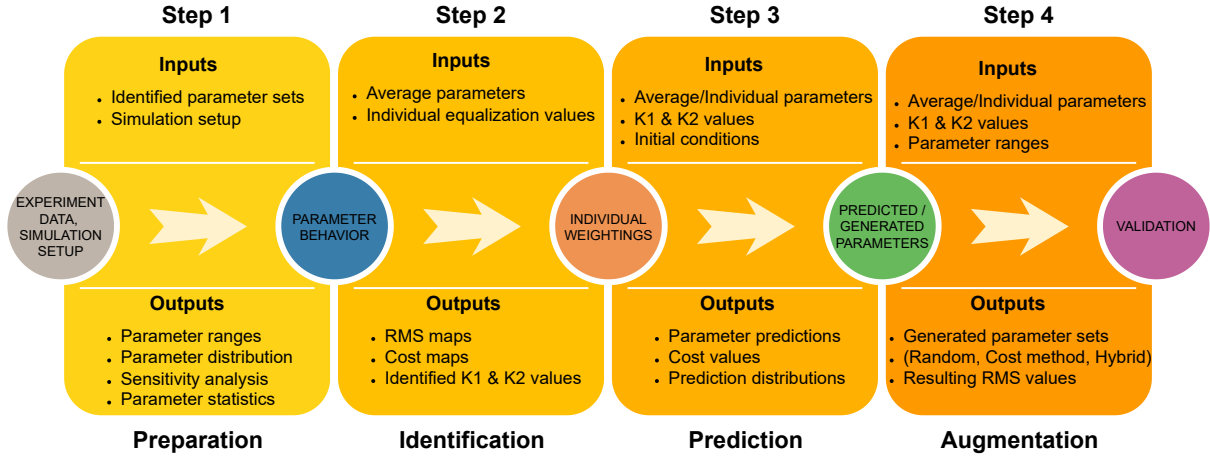 Step 1
Step 2
Step 3
Step 4
Inputs
• Identified parameter sets
• Simulation setup
Inputs
• Average parameters
• Individual equalization values
Inputs
• Average/Individual parameters
• K1 & K2 values
• Initial conditions
Inputs
• Average/Individual parameters
• K1 & K2 values
• Parameter ranges
EXPERIMENT
DATA,
SIMULATION
SETUP
PARAMETER
BEHAVIOR
INDIVIDUAL
WEIGHTINGS
PREDICTED /
GENERATED
PARAMETERS
VALIDATION
Outputs
• Parameter ranges
• Parameter distribution
• Sensitivity analysis
• Parameter statistics
Outputs
• RMS maps
• Cost maps
• Identified K1 & K2 values
Outputs
• Parameter predictions
• Cost values
• Prediction distributions
Outputs
• Generated parameter sets
• (Random, Cost method, Hybrid)
• Resulting RMS values
Preparation
Identification
Prediction
Augmentation